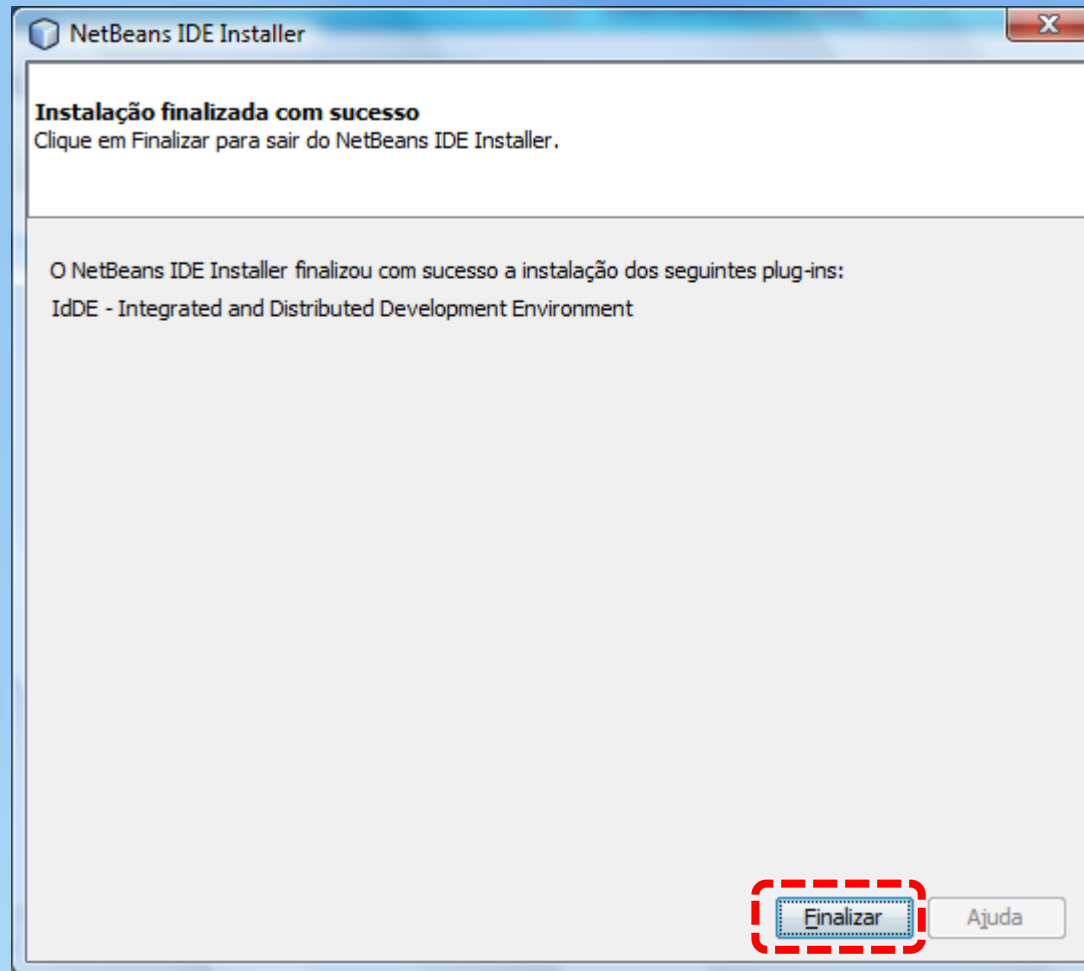 NetBeans IDE Installer
Instalação finalizada com sucesso
Clique em Finalizar para sair do NetBeans IDE Installer.
O NetBeans IDE Installer finalizou com sucesso a instalação dos seguintes plug-ins:
IdDE - Integrated and Distributed Development Environment
Finalizar Ajuda